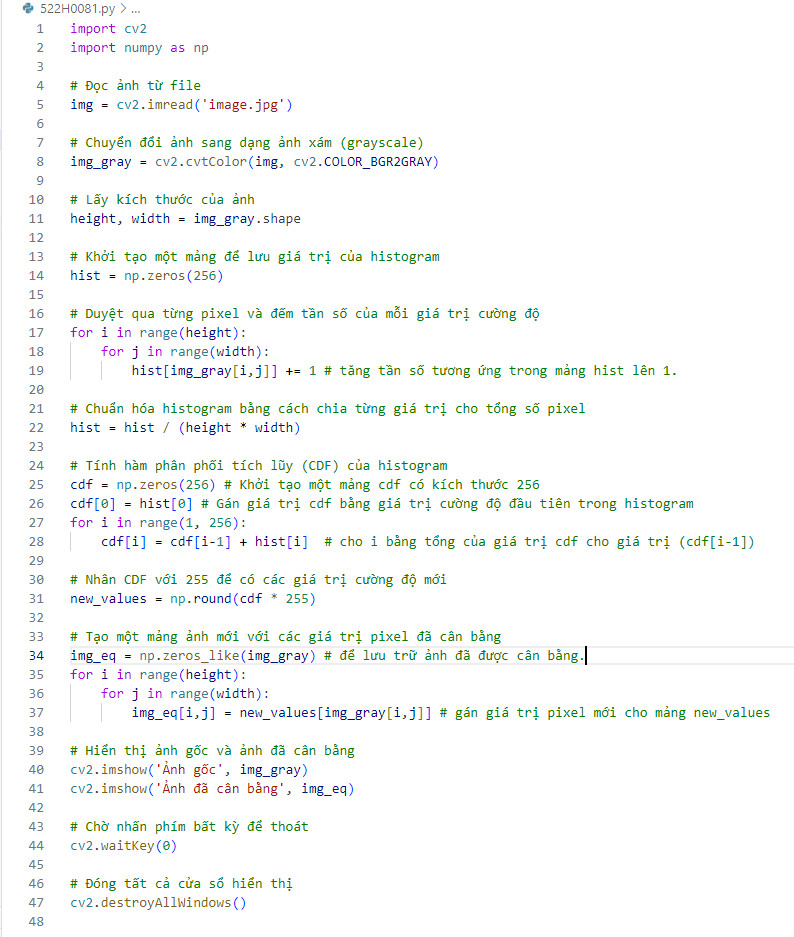 522H0081.py > ...
1 import cv2
2 import numpy as np
3
4 # Đọc ảnh từ file
5 img = cv2.imread('image.jpg')
6
7 # Chuyển đổi ảnh sang dạng ảnh xám (grayscale)
8 img_gray = cv2.cvtColor(img, cv2.COLOR_BGR2GRAY)
9
10 # Lấy kích thước của ảnh
11 height, width = img_gray.shape
12
13 # Khởi tạo một mảng để lưu giá trị của histogram
14 hist = np.zeros(256)
15
16 # Duyệt qua từng pixel và đếm tần số của mỗi giá trị cường độ
17 for i in range(height):
18     for j in range(width):
19         hist[img_gray[i,j]] += 1 # tăng tần số tương ứng trong mảng hist lên 1.
20
21 # Chuẩn hóa histogram bằng cách chia từng giá trị cho tổng số pixel
22 hist = hist / (height * width)
23
24 # Tính hàm phân phối tích lũy (CDF) của histogram
25 cdf = np.zeros(256) # Khởi tạo một mảng cdf có kích thước 256
26 cdf[0] = hist[0] # Gán giá trị cdf bằng giá trị cường độ đầu tiên trong histogram
27 for i in range(1, 256):
28     cdf[i] = cdf[i-1] + hist[i]  # cho i bằng tổng của giá trị cdf cho giá trị (cdf[i-1])
29
30 # Nhân CDF với 255 để có các giá trị cường độ mới
31 new_values = np.round(cdf * 255)
32
33 # Tạo một mảng ảnh mới với các giá trị pixel đã cân bằng
34 img_eq = np.zeros_like(img_gray) # để lưu trữ ảnh đã được cân bằng.
35 for i in range(height):
36     for j in range(width):
37         img_eq[i,j] = new_values[img_gray[i,j]] # gán giá trị pixel mới cho mảng new_values
38
39 # Hiển thị ảnh gốc và ảnh đã cân bằng
40 cv2.imshow('Ảnh gốc', img_gray)
41 cv2.imshow('Ảnh đã cân bằng', img_eq)
42
43 # Chờ nhấn phím bất kỳ để thoát
44 cv2.waitKey(0)
45
46 # Đóng tất cả cửa sổ hiển thị
47 cv2.destroyAllWindows()
48